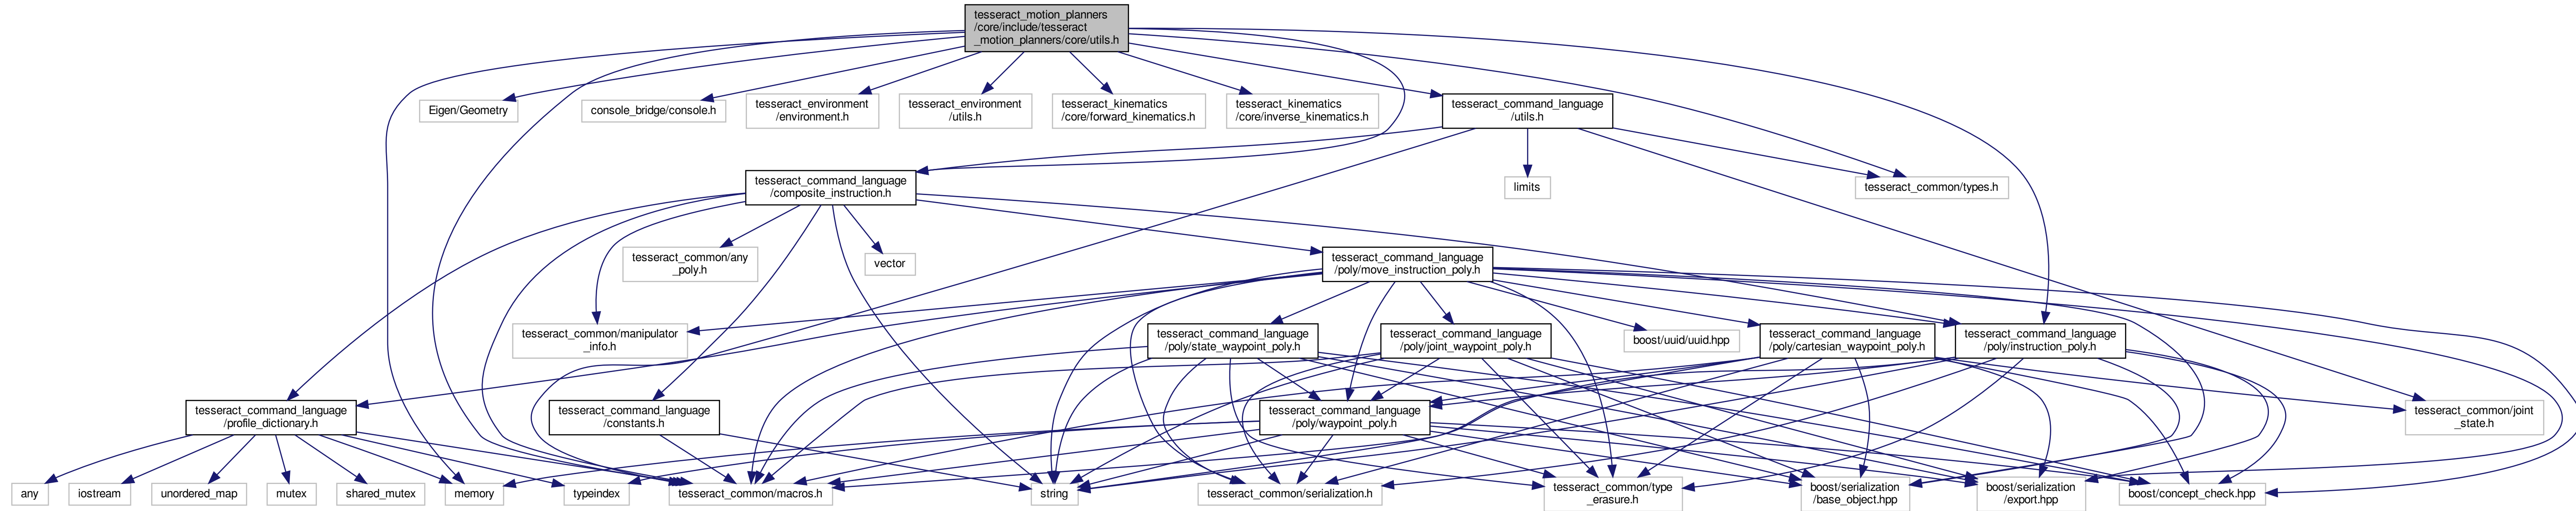 tesseract_motion_planners
/core/include/tesseract
_motion_planners/core/utils.h
Eigen/Geometry
console_bridge/console.h
tesseract_environment
/environment.h
tesseract_environment
/utils.h
tesseract_kinematics
/core/forward_kinematics.h
tesseract_kinematics
/core/inverse_kinematics.h
tesseract_command_language
/utils.h
tesseract_command_language
/composite_instruction.h
limits
tesseract_common/types.h
tesseract_common/any
_poly.h
vector
tesseract_command_language
/poly/move_instruction_poly.h
tesseract_common/manipulator
_info.h
tesseract_command_language
/poly/state_waypoint_poly.h
tesseract_command_language
/poly/joint_waypoint_poly.h
boost/uuid/uuid.hpp
tesseract_command_language
/poly/cartesian_waypoint_poly.h
tesseract_command_language
/poly/instruction_poly.h
tesseract_command_language
/profile_dictionary.h
tesseract_command_language
/constants.h
tesseract_command_language
/poly/waypoint_poly.h
tesseract_common/joint
_state.h
any
iostream
unordered_map
mutex
shared_mutex
memory
typeindex
tesseract_common/macros.h
string
tesseract_common/serialization.h
tesseract_common/type
_erasure.h
boost/serialization
/base_object.hpp
boost/serialization
/export.hpp
boost/concept_check.hpp